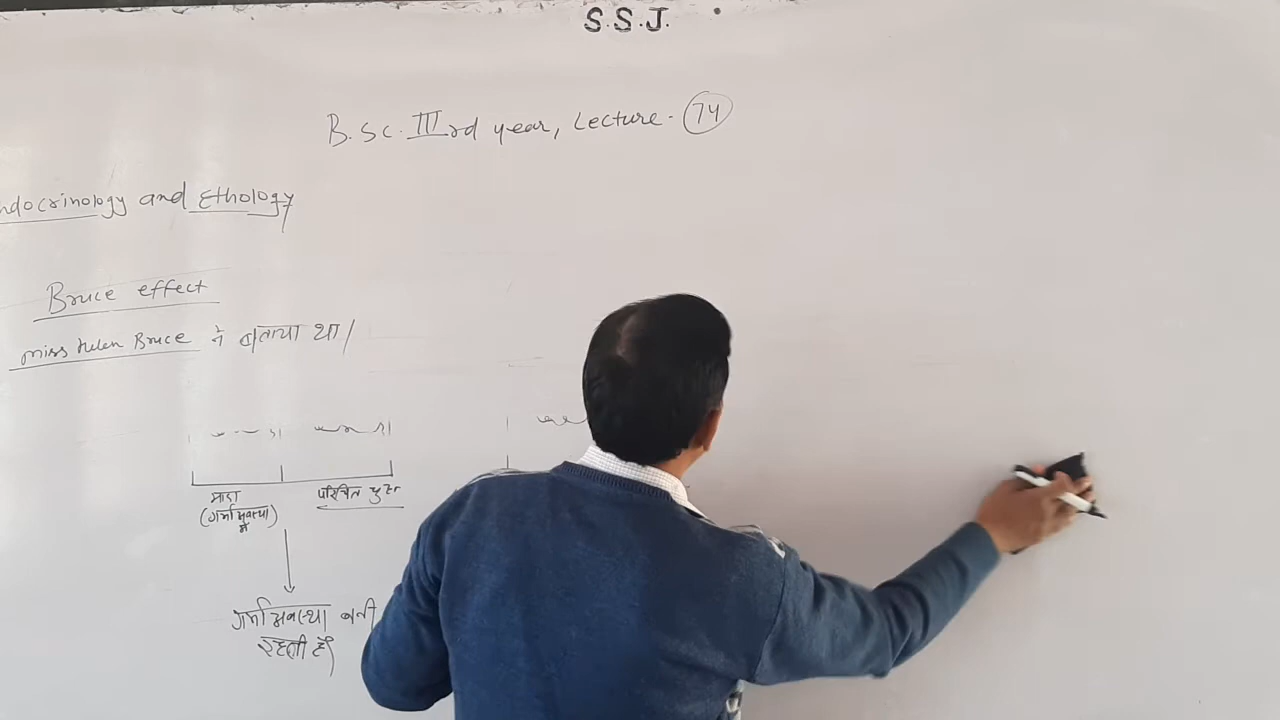 S.S.J.
B.Sc. IIIrd year, Lecture- 74
ndocrinology and Ethology
Bruce effect
miss Helen Bruce ने बताया था।
मादा परिचित चुहा
(गर्भावस्था
में)
गर्भावस्था बनी
रहती है